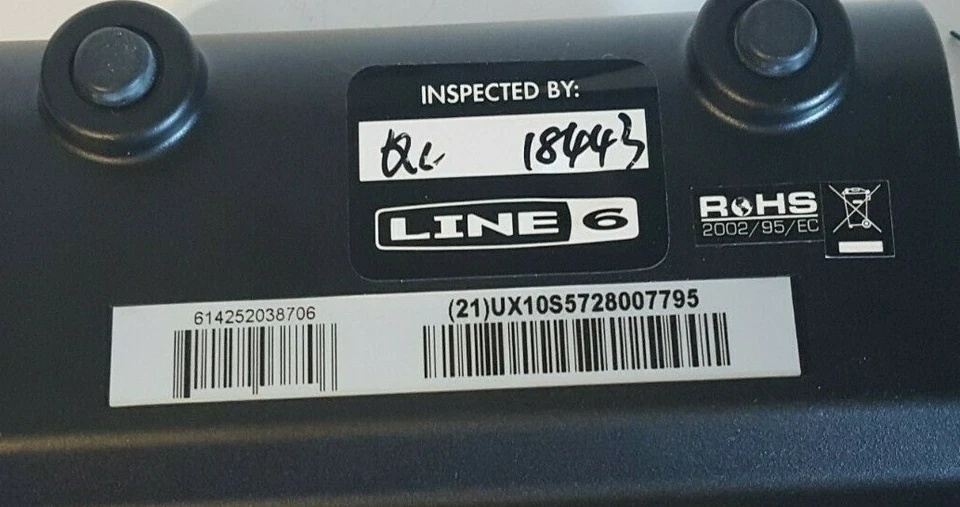 INSPECTED BY:
QC 18443
LINE 6
ROHS
2002/95/EC
614252038706
(21)UX10S5728007795